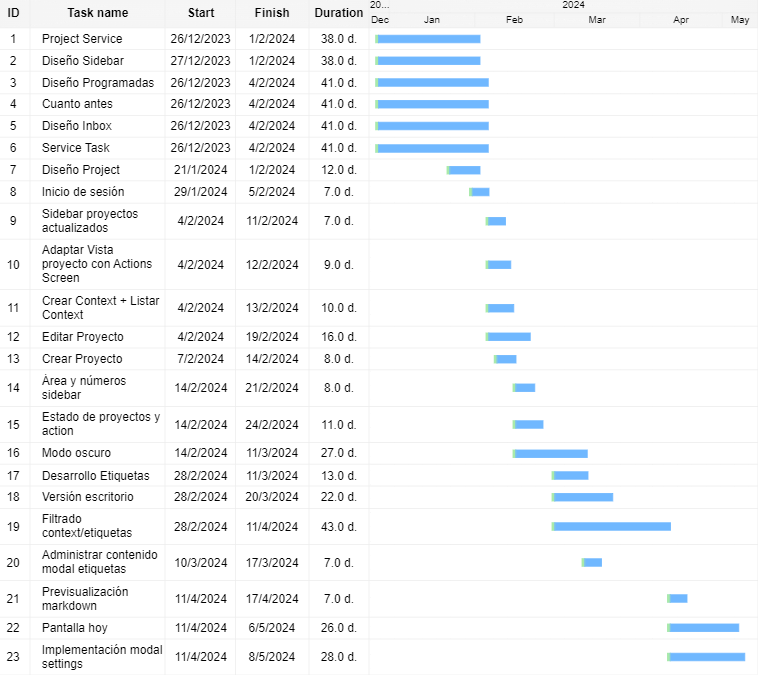 ID Task name Start Finish Duration 20... 2024
Dec Jan Feb Mar Apr May
1 Project Service 26/12/2023 1/2/2024 38.0 d.
2 Diseño Sidebar 27/12/2023 1/2/2024 38.0 d.
3 Diseño Programadas 26/12/2023 4/2/2024 41.0 d.
4 Cuanto antes 26/12/2023 4/2/2024 41.0 d.
5 Diseño Inbox 26/12/2023 4/2/2024 41.0 d.
6 Service Task 26/12/2023 4/2/2024 41.0 d.
7 Diseño Project 21/1/2024 1/2/2024 12.0 d.
8 Inicio de sesión 29/1/2024 5/2/2024 7.0 d.
9 Sidebar proyectos
actualizados 4/2/2024 11/2/2024 7.0 d.
10 Adaptar Vista
proyecto con Actions
Screen 4/2/2024 12/2/2024 9.0 d.
11 Crear Context + Listar
Context 4/2/2024 13/2/2024 10.0 d.
12 Editar Proyecto 4/2/2024 19/2/2024 16.0 d.
13 Crear Proyecto 7/2/2024 14/2/2024 8.0 d.
14 Área y números
sidebar 14/2/2024 21/2/2024 8.0 d.
15 Estado de proyectos y
action 14/2/2024 24/2/2024 11.0 d.
16 Modo oscuro 14/2/2024 11/3/2024 27.0 d.
17 Desarrollo Etiquetas 28/2/2024 11/3/2024 13.0 d.
18 Versión escritorio 28/2/2024 20/3/2024 22.0 d.
19 Filtrado
context/etiquetas 28/2/2024 11/4/2024 43.0 d.
20 Administrar contenido
modal etiquetas 10/3/2024 17/3/2024 7.0 d.
21 Previsualización
markdown 11/4/2024 17/4/2024 7.0 d.
22 Pantalla hoy 11/4/2024 6/5/2024 26.0 d.
23 Implementación modal
settings 11/4/2024 8/5/2024 28.0 d.